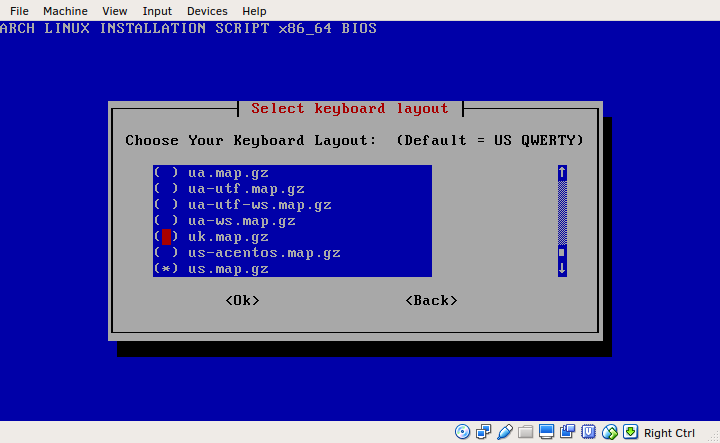 File Machine View Input Devices Help
ARCH LINUX INSTALLATION SCRIPT x86_64 BIOS
Select keyboard layout
Choose Your Keyboard Layout: (Default = US QWERTY)
( ) ua.map.gz
( ) ua-utf.map.gz
( ) ua-utf-ws.map.gz
( ) ua-ws.map.gz
( ) uk.map.gz
( ) us-acentos.map.gz
(*) us.map.gz
<Ok> <Back>
Right Ctrl